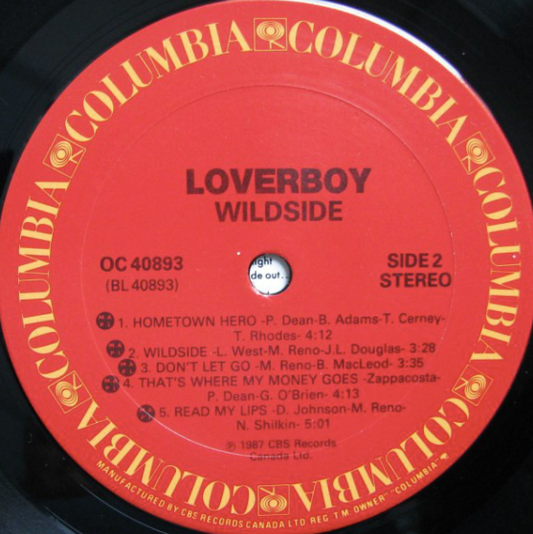 COLUMBIA COLUMBIA COLUMBIA COLUMBIA COLUMBIA COLUMBIA COLUMBIA
LOVERBOY
WILDSIDE
ight
de out...
OC 40893
(BL 40893)
SIDE 2
STEREO
1. HOMETOWN HERO -P. Dean-B. Adams-T. Cerney-
T. Rhodes- 4:12
2. WILDSIDE -L. West-M. Reno-J.L. Douglas- 3:28
3. DON'T LET GO -M. Reno-B. MacLeod- 3:35
4. THAT'S WHERE MY MONEY GOES -Zappacosta-
P. Dean-G. O'Brien- 4:13
5. READ MY LIPS -D. Johnson-M. Reno-
N. Shilkin- 5:01
℗ 1987 CBS Records
Canada Ltd.
MANUFACTURED BY CBS RECORDS CANADA LTD REG. T.M. OWNER "COLUMBIA"